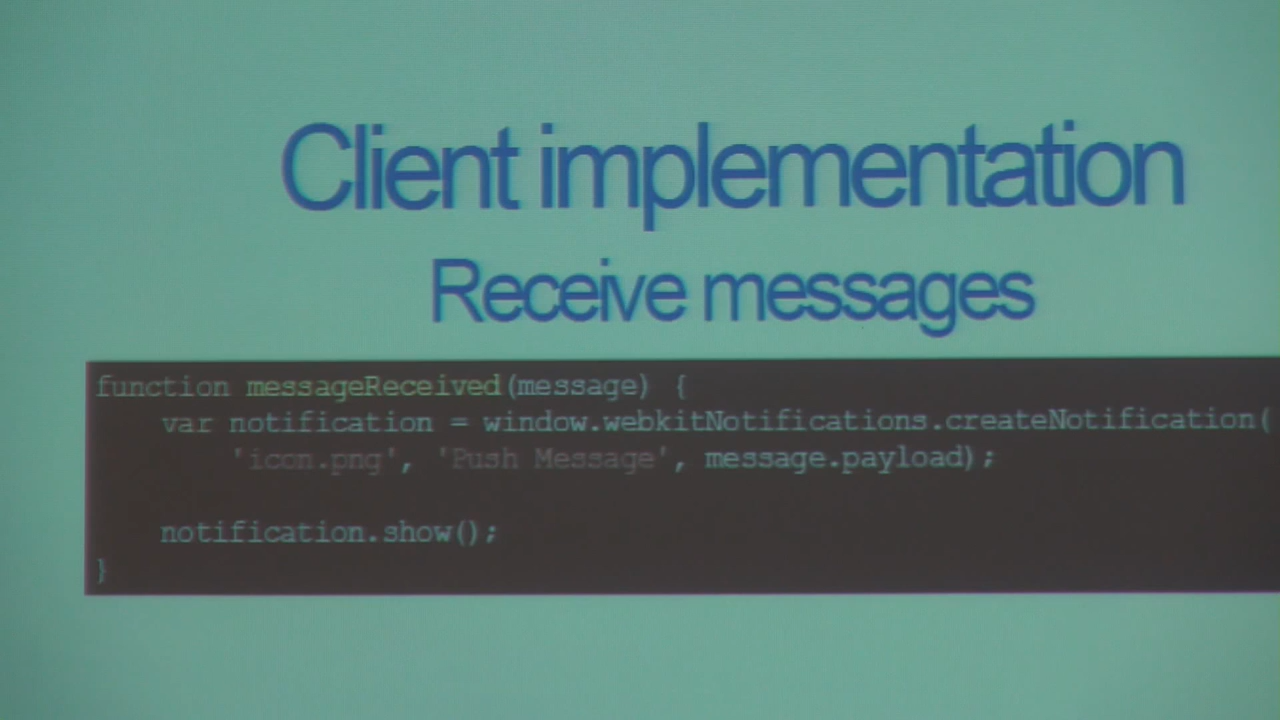 Client implementation
Receive messages
function messageReceived(message) {
    var notification = window.webkitNotifications.createNotification(
        'icon.png', 'Push Message', message.payload);
    notification.show();
}